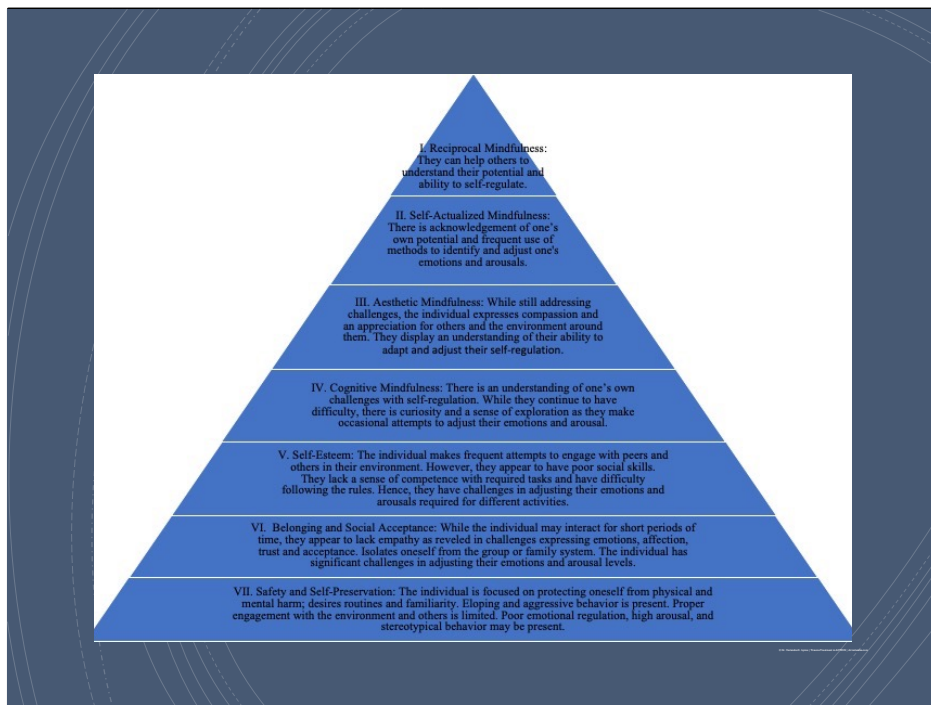 I. Reciprocal Mindfulness:
They can help others to
understand their potential and
ability to self-regulate.
II. Self-Actualized Mindfulness:
There is acknowledgement of one’s
own potential and frequent use of
methods to identify and adjust one's
emotions and arousals.
III. Aesthetic Mindfulness: While still addressing
challenges, the individual expresses compassion and
an appreciation for others and the environment around
them. They display an understanding of their ability to
adapt and adjust their self-regulation.
IV. Cognitive Mindfulness: There is an understanding of one’s own
challenges with self-regulation. While they continue to have
difficulty, there is curiosity and a sense of exploration as they make
occasional attempts to adjust their emotions and arousal.
V. Self-Esteem: The individual makes frequent attempts to engage with peers and
others in their environment. However, they appear to have poor social skills.
They lack a sense of competence with required tasks and have difficulty
following the rules. Hence, they have challenges in adjusting their emotions and
arousals required for different activities.
VI. Belonging and Social Acceptance: While the individual may interact for short periods of
time, they appear to lack empathy as reveled in challenges expressing emotions, affection,
trust and acceptance. Isolates oneself from the group or family system. The individual has
significant challenges in adjusting their emotions and arousal levels.
VII. Safety and Self-Preservation: The individual is focused on protecting oneself from physical and
mental harm; desires routines and familiarity. Eloping and aggressive behavior is present. Proper
engagement with the environment and others is limited. Poor emotional regulation, high arousal, and
stereotypical behavior may be present.